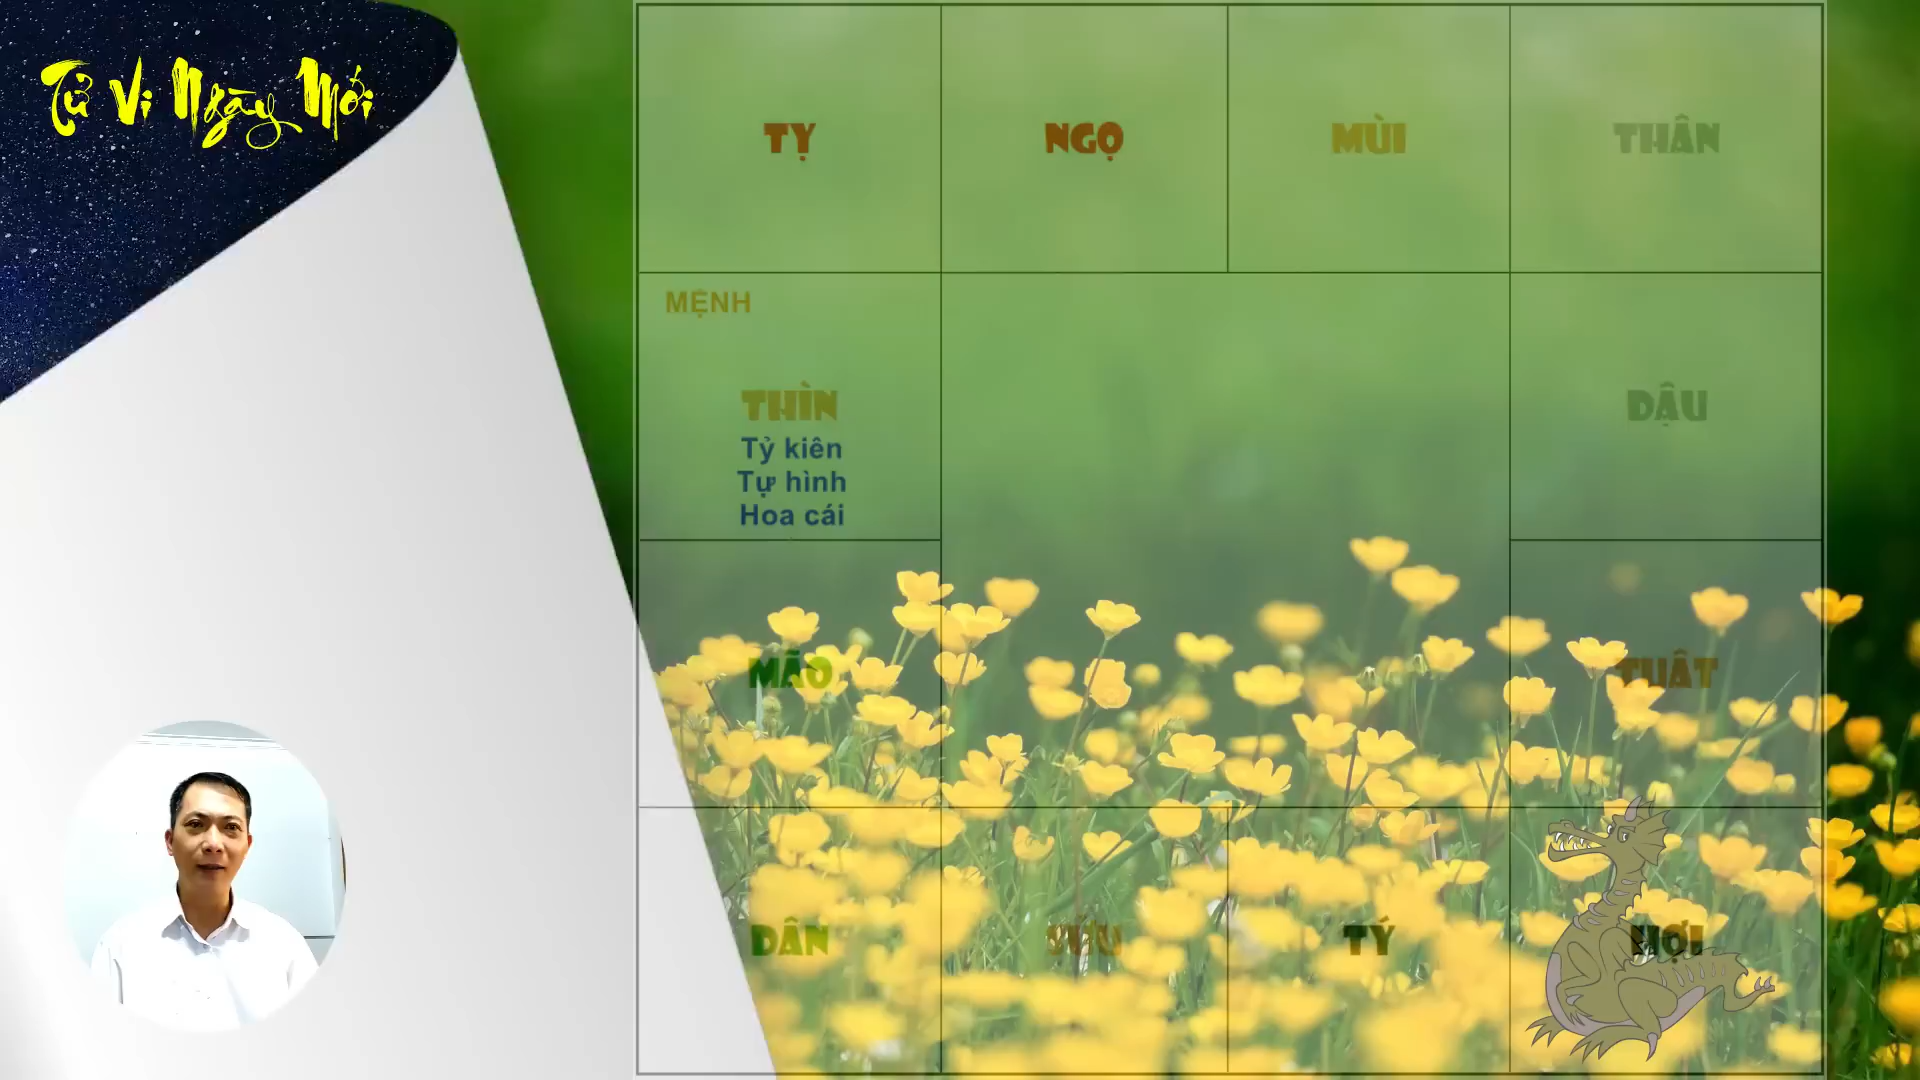 Tử Vi Ngày Mới
TỴ
NGỌ
MÙI
THÂN
MỆNH
THÌN
Tỷ kiên
Tự hình
Hoa cái
DẬU
MÃO
TUẤT
DẦN
SỬU
TÝ
HỢI